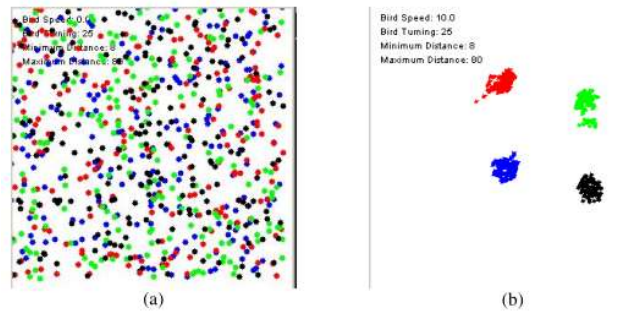 Bird Speed: 0.0
Bird Turning: 25
Minimum Distance: 8
Maximum Distance:
(a)
Bird Speed: 10.0
Bird Turning: 25
Minimum Distance: 8
Maximum Distance: 80
(b)